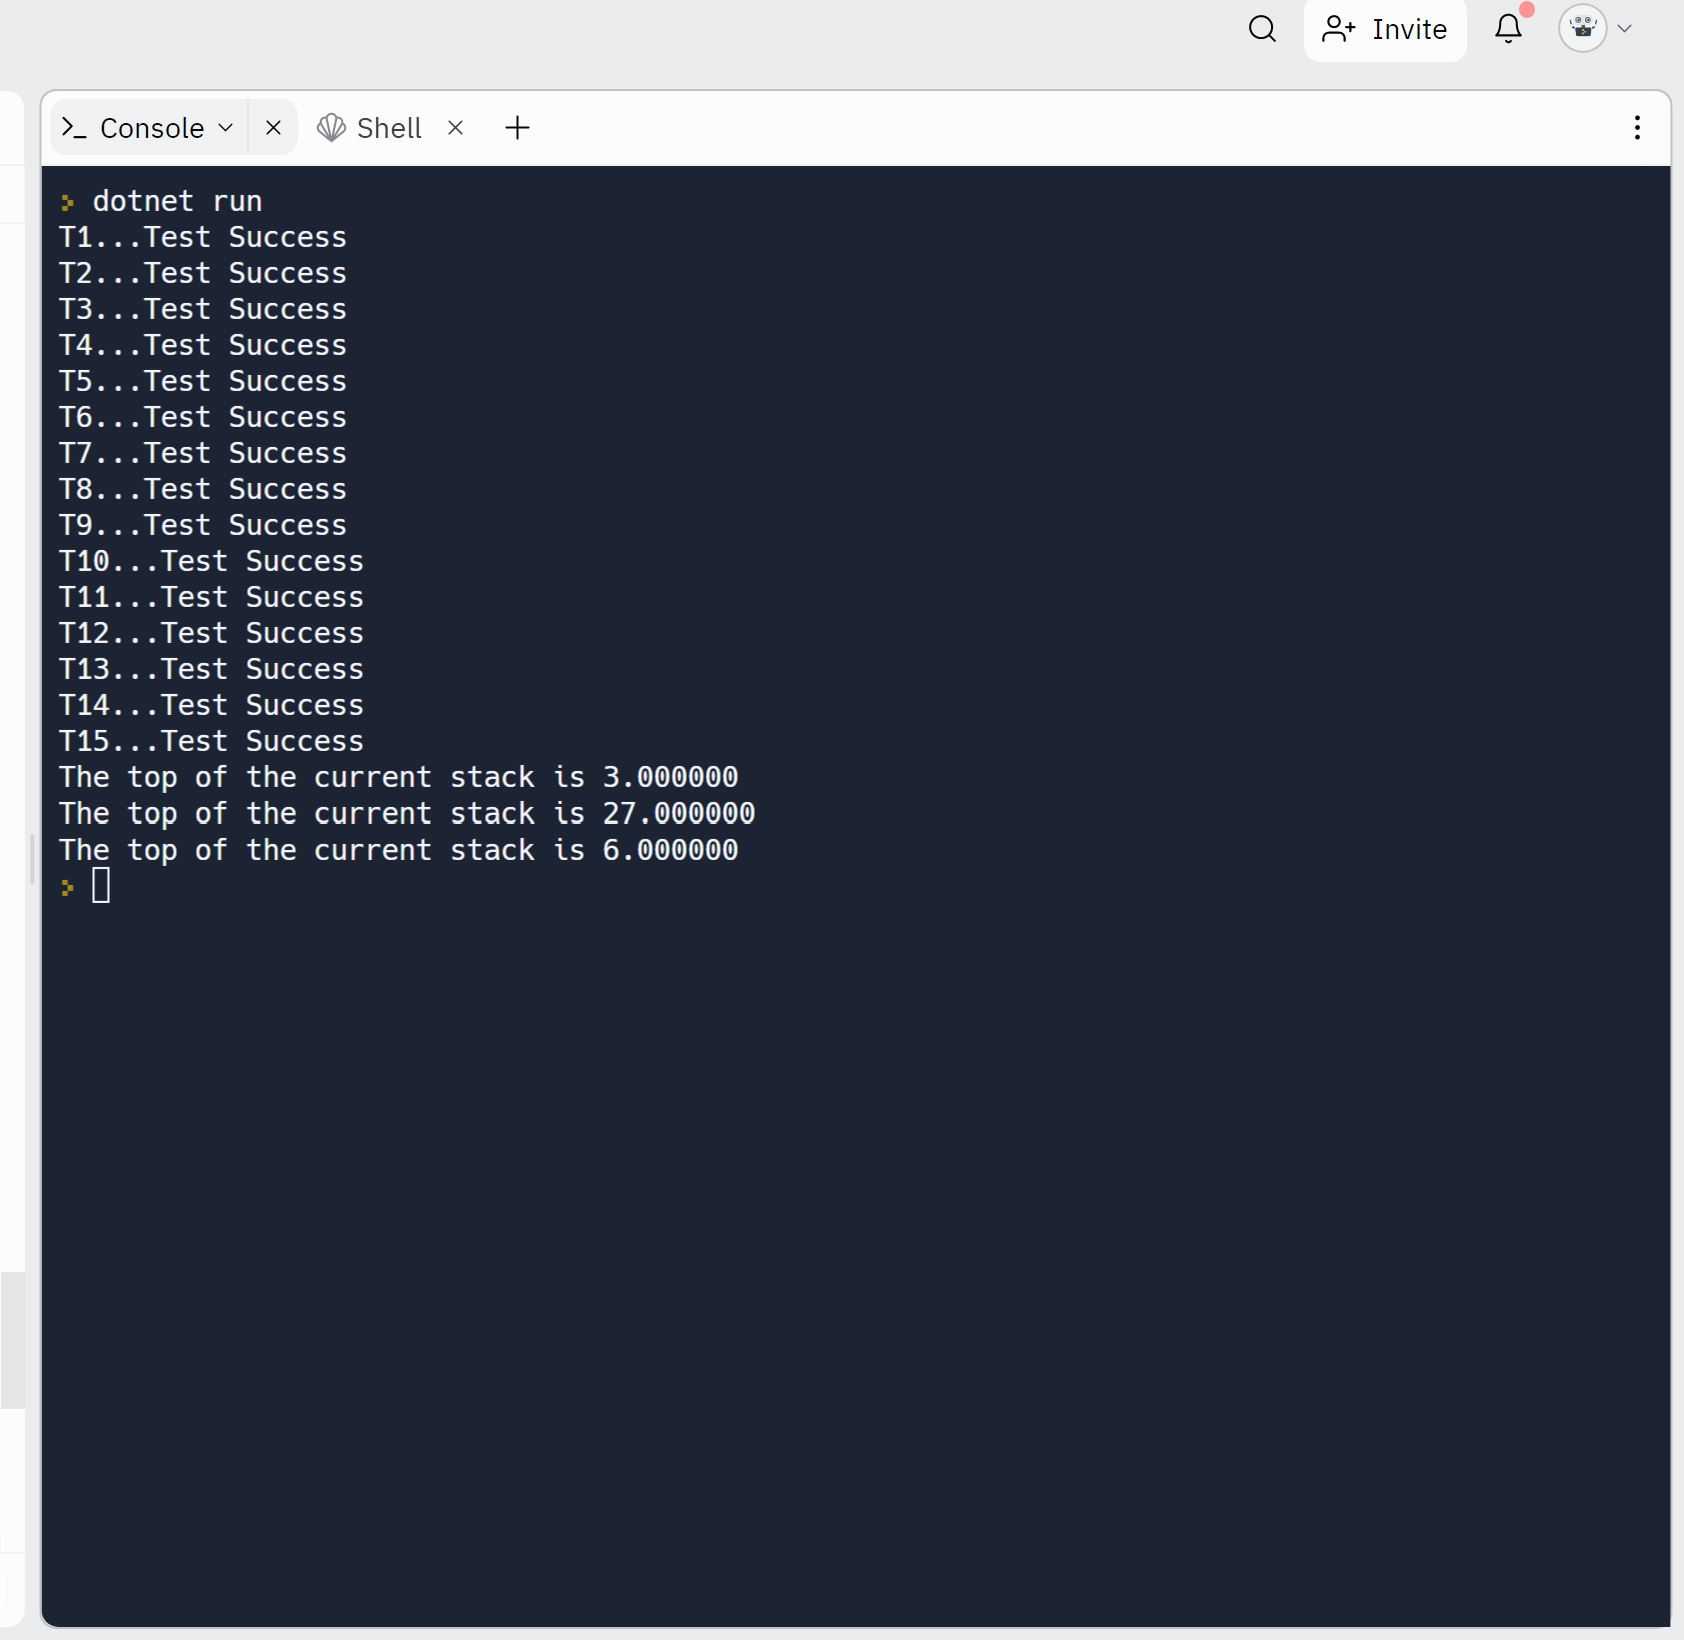 Invite
Console Shell
dotnet run
T1...Test Success
T2...Test Success
T3...Test Success
T4...Test Success
T5...Test Success
T6...Test Success
T7...Test Success
T8...Test Success
T9...Test Success
T10...Test Success
T11...Test Success
T12...Test Success
T13...Test Success
T14...Test Success
T15...Test Success
The top of the current stack is 3.000000
The top of the current stack is 27.000000
The top of the current stack is 6.000000